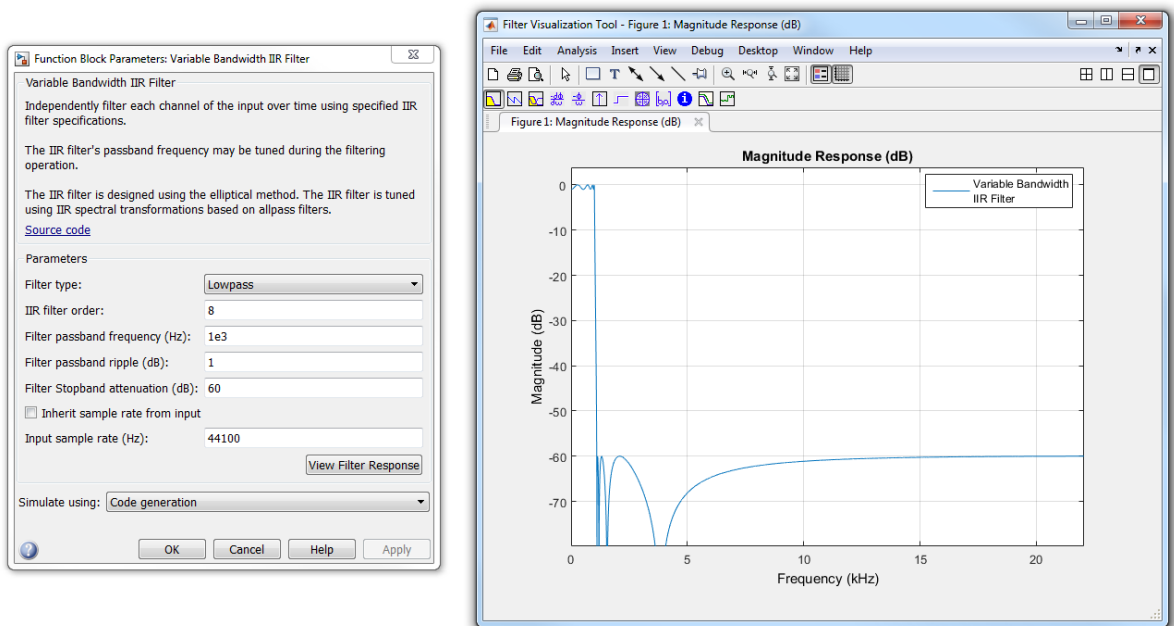 Function Block Parameters: Variable Bandwidth IIR Filter
Variable Bandwidth IIR Filter
Independently filter each channel of the input over time using specified IIR
filter specifications.
The IIR filter's passband frequency may be tuned during the filtering
operation.
The IIR filter is designed using the elliptical method. The IIR filter is tuned
using IIR spectral transformations based on allpass filters.
Source code
Parameters
Filter type: Lowpass
IIR filter order: 8
Filter passband frequency (Hz): 1e3
Filter passband ripple (dB): 1
Filter Stopband attenuation (dB): 60
Inherit sample rate from input
Input sample rate (Hz): 44100
View Filter Response
Simulate using: Code generation
OK Cancel Help Apply
Filter Visualization Tool - Figure 1: Magnitude Response (dB)
File Edit Analysis Insert View Debug Desktop Window Help
Figure 1: Magnitude Response (dB)
Magnitude Response (dB)
Variable Bandwidth
IIR Filter
Magnitude (dB)
0
-10
-20
-30
-40
-50
-60
-70
0 5 10 15 20
Frequency (kHz)